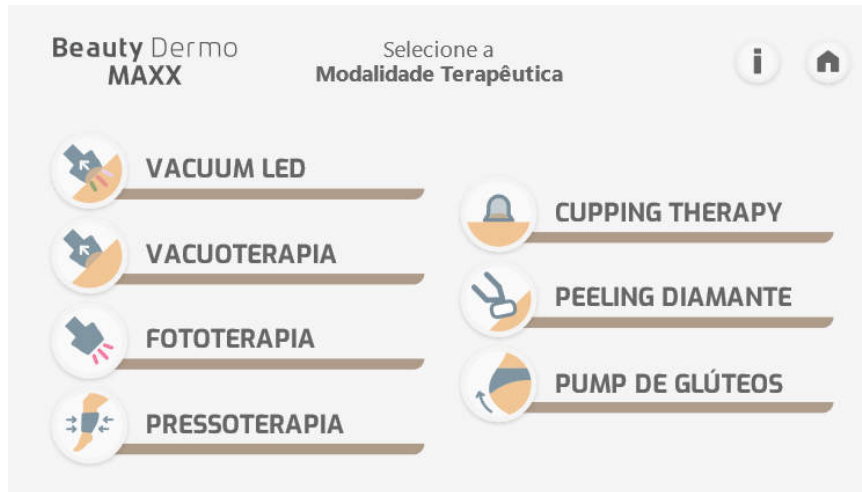 Beauty Dermo
MAXX
Selecione a
Modalidade Terapêutica
i
VACUUM LED
VACUOTERAPIA
FOTOTERAPIA
PRESSOTERAPIA
CUPPING THERAPY
PEELING DIAMANTE
PUMP DE GLÚTEOS